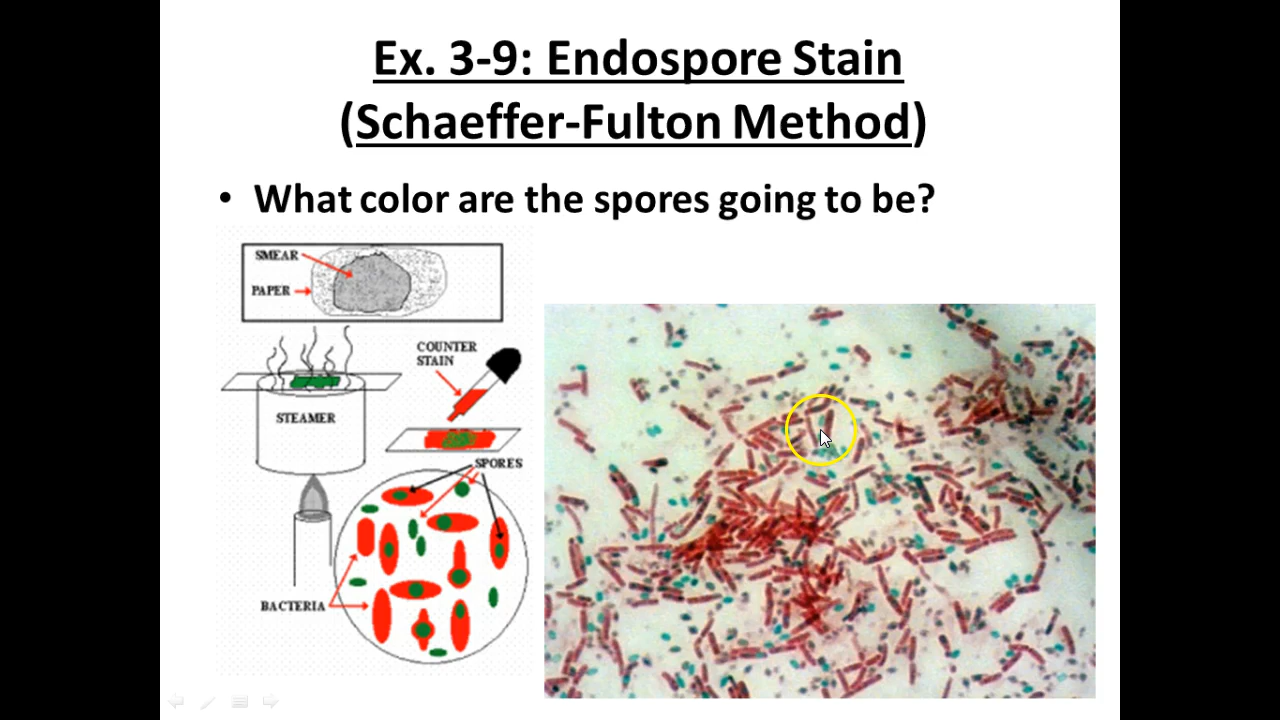 Ex. 3-9: Endospore Stain
(Schaeffer-Fulton Method)
• What color are the spores going to be?
SMEAR
PAPER
COUNTER
STAIN
STEAMER
SPORES
BACTERIA